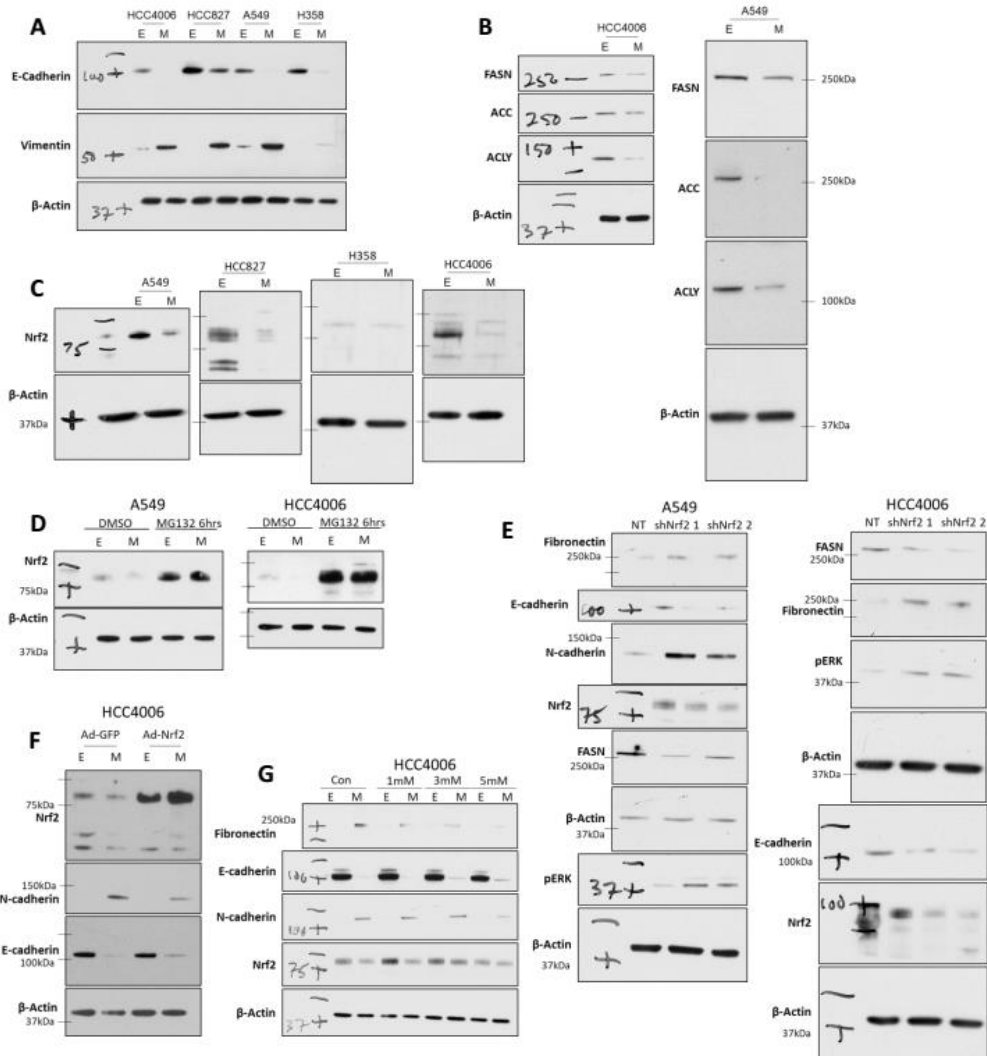 A
HCC4006 HCC827 A549 H358
E M E M E M E M
E-Cadherin 100
Vimentin 50
β-Actin 37
B
HCC4006
E M
FASN 250
ACC 250
ACLY 150
β-Actin 37
A549
E M
FASN 250kDa
ACC 250kDa
ACLY 100kDa
β-Actin 37kDa
C
A549 HCC827 H358 HCC4006
E M E M E M E M
Nrf2 75
β-Actin
37kDa
D
A549 HCC4006
DMSO MG132 6hrs DMSO MG132 6hrs
E M E M E M E M
Nrf2
75kDa
β-Actin
37kDa
E
A549
NT shNrf2 1 shNrf2 2
Fibronectin
250kDa
E-cadherin 100
150kDa
N-cadherin
Nrf2 75
FASN
250kDa
β-Actin
37kDa
pERK 37
β-Actin
37kDa
HCC4006
NT shNrf2 1 shNrf2 2
FASN
250kDa
250kDa
Fibronectin
pERK
37kDa
β-Actin
37kDa
E-cadherin
100kDa
100
Nrf2
β-Actin
37kDa
F
HCC4006
Ad-GFP Ad-Nrf2
E M E M
75kDa
Nrf2
150kDa
N-cadherin
E-cadherin
100kDa
β-Actin
37kDa
G
HCC4006
Con 1mM 3mM 5mM
E M E M E M E M
250kDa
Fibronectin
E-cadherin 100
N-cadherin
Nrf2 75
β-Actin 37